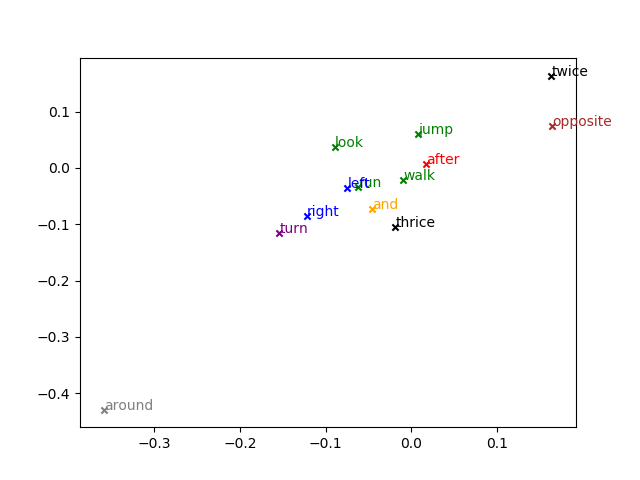 twice
0.1
opposite
jump
look
after
0.0
walk
left
run
and
right
thrice
turn
−0.1
−0.2
−0.3
−0.4
around
−0.3
−0.2
−0.1
0.0
0.1